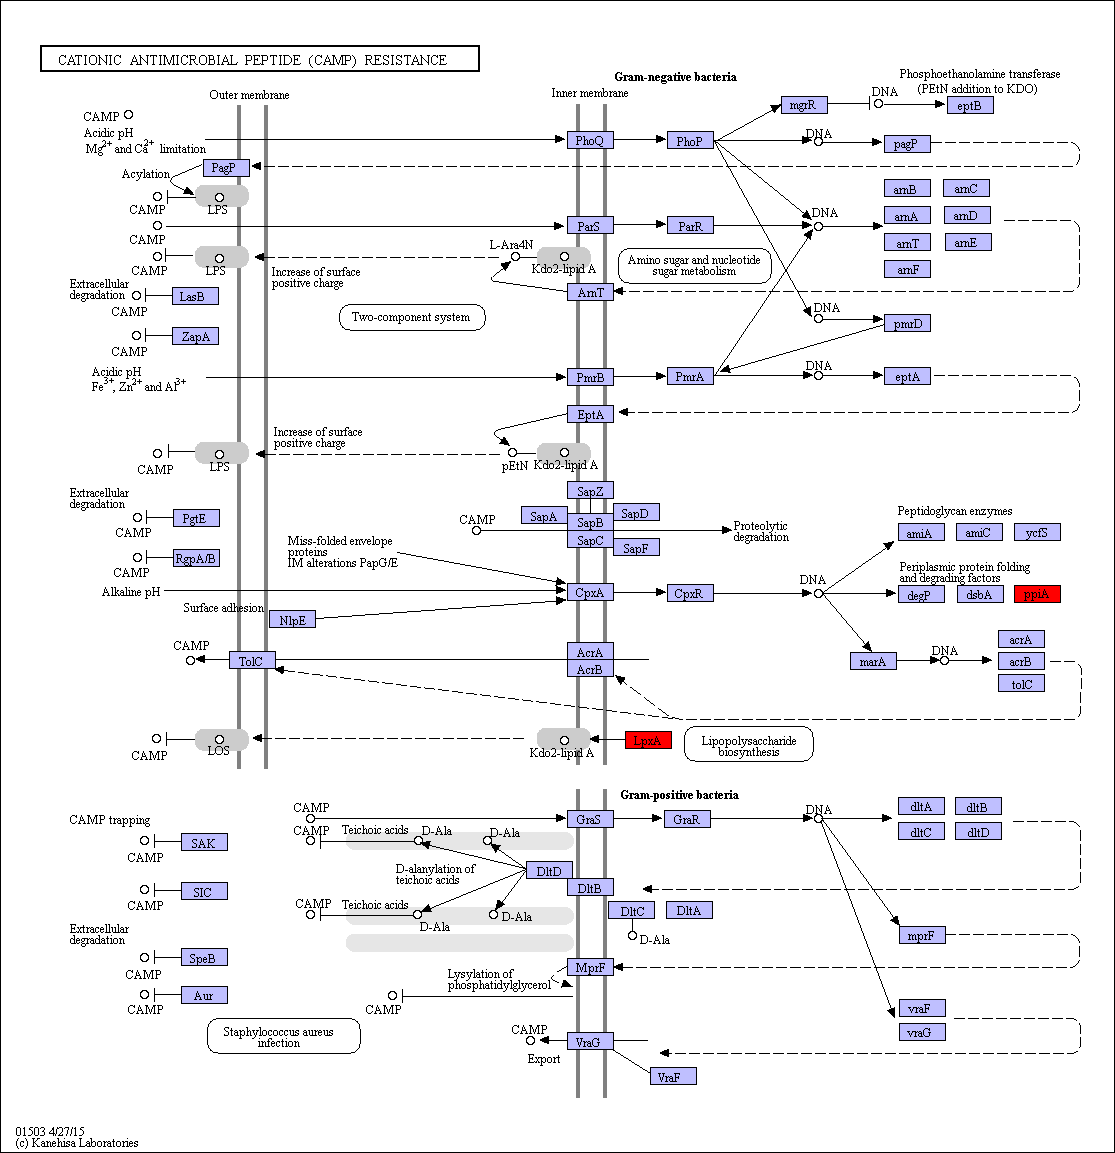 CATIONIC ANTIMICROBIAL PEPTIDE (CAMP) RESISTANCE
Gram-negative bacteria
Phosphoethanolamine transferase
(PEtN addition to KDO)
Outer membrane
Inner membrane
DNA
mgrR
eptB
CAMP
Acidic pH
Mg2+ and Ca2+ limitation
PhoQ
PhoP
DNA
pagP
PagP
Acylation
CAMP
LPS
arnB
arnC
CAMP
ParS
ParR
DNA
arnA
arnD
L-Ara4N
arnT
arnE
CAMP
LPS
Increase of surface
positive charge
Kdo2-lipid A
Amino sugar and nucleotide
sugar metabolism
arnF
Extracellular
degradation
CAMP
LasB
ArnT
Two-component system
DNA
pmrD
ZapA
CAMP
Acidic pH
Fe3+, Zn2+ and Al3+
PmrB
PmrA
DNA
eptA
EptA
Increase of surface
positive charge
CAMP
LPS
pEtN
Kdo2-lipid A
Extracellular
degradation
PgtE
CAMP
SapZ
CAMP
SapA
SapB
SapD
SapC
SapF
Proteolytic
degradation
Peptidoglycan enzymes
amiA
amiC
ycfS
RgpA/B
CAMP
Miss-folded envelope
proteins
IM alterations PapG/E
Periplasmic protein folding
and degrading factors
Alkaline pH
CpxA
CpxR
DNA
degP
dsbA
ppiA
Surface adhesion
NlpE
CAMP
TolC
AcrA
AcrB
marA
DNA
acrA
acrB
tolC
CAMP
LOS
Kdo2-lipid A
LpxA
Lipopolysaccharide
biosynthesis
Gram-positive bacteria
CAMP trapping
CAMP
GraS
GraR
DNA
dltA
dltB
dltC
dltD
SAK
CAMP
CAMP
Teichoic acids
D-Ala
D-Ala
D-alanylation of
teichoic acids
DltD
DltB
SIC
CAMP
CAMP
Teichoic acids
D-Ala
D-Ala
DltC
DltA
D-Ala
Extracellular
degradation
mprF
SpeB
CAMP
MprF
Lysylation of
phosphatidylglycerol
Aur
CAMP
CAMP
vraF
vraG
Staphylococcus aureus
infection
CAMP
VraG
Export
VraF
01503 4/27/15
(c) Kanehisa Laboratories